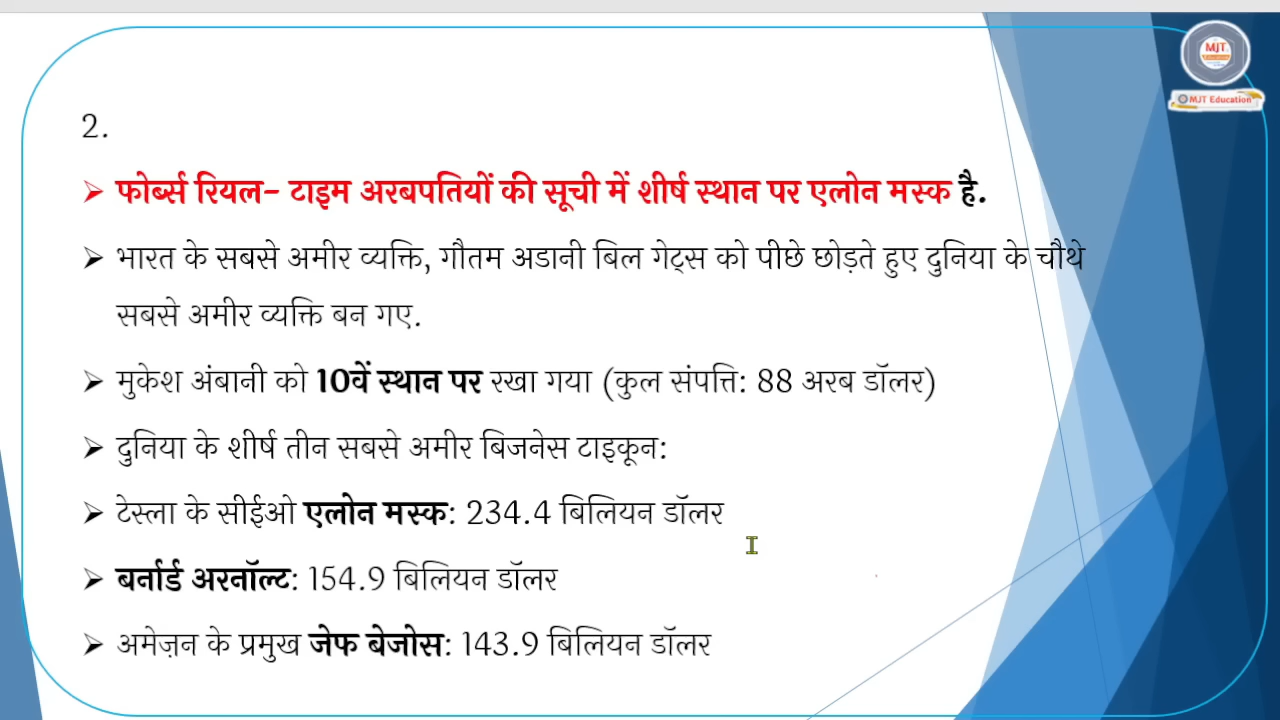 MJT
MJT Education
2.
➢ फोर्ब्स रियल- टाइम अरबपतियों की सूची में शीर्ष स्थान पर एलोन मस्क है.
➢ भारत के सबसे अमीर व्यक्ति, गौतम अडानी बिल गेट्स को पीछे छोड़ते हुए दुनिया के चौथे
सबसे अमीर व्यक्ति बन गए.
➢ मुकेश अंबानी को 10वें स्थान पर रखा गया (कुल संपत्ति: 88 अरब डॉलर)
➢ दुनिया के शीर्ष तीन सबसे अमीर बिजनेस टाइकून:
➢ टेस्ला के सीईओ एलोन मस्क: 234.4 बिलियन डॉलर
➢ बर्नार्ड अरनॉल्ट: 154.9 बिलियन डॉलर
➢ अमेज़न के प्रमुख जेफ बेजोस: 143.9 बिलियन डॉलर